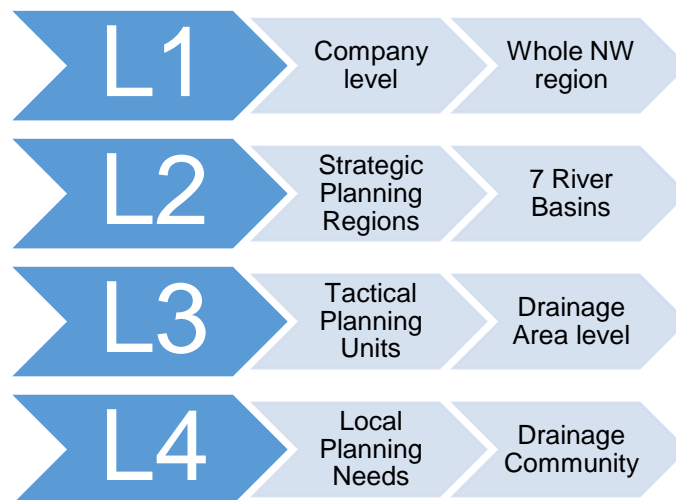 L1
Company
level
Whole NW
region
L2
Strategic
Planning
Regions
7 River
Basins
L3
Tactical
Planning
Units
Drainage
Area level
L4
Local
Planning
Needs
Drainage
Community